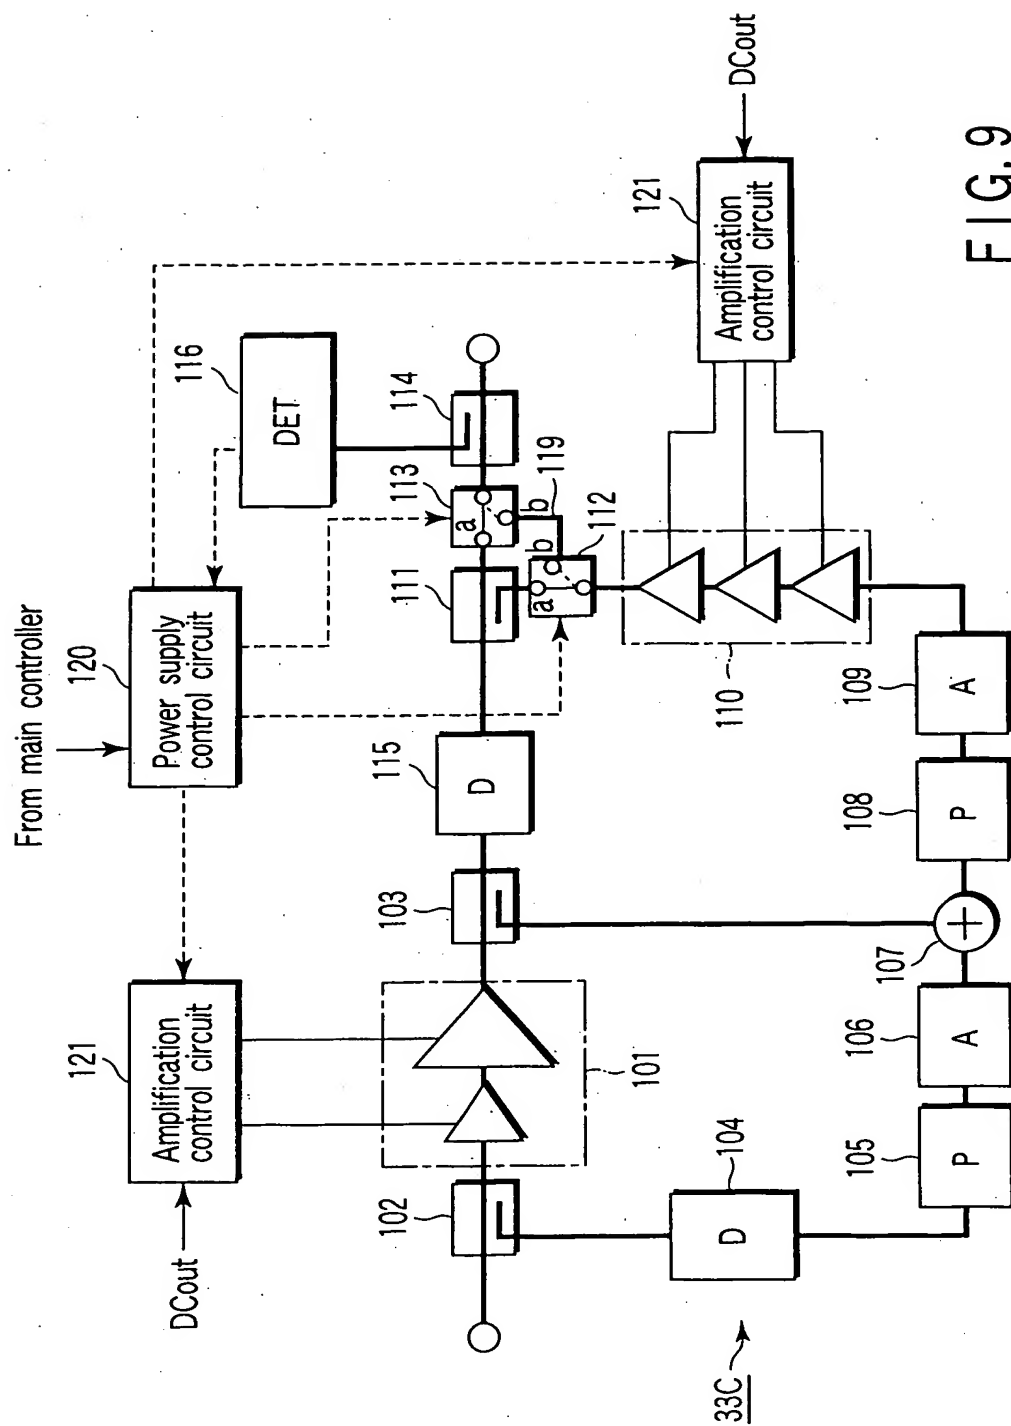 From main controller
120
Power supply
control circuit
121
Amplification
control circuit
DCout
116
DET
121
Amplification
control circuit
DCout
102
101
103
115
D
111
113
a
b
114
119
112
a
b
110
104
D
105
P
106
A
107
+
108
P
109
A
33C
FIG. 9